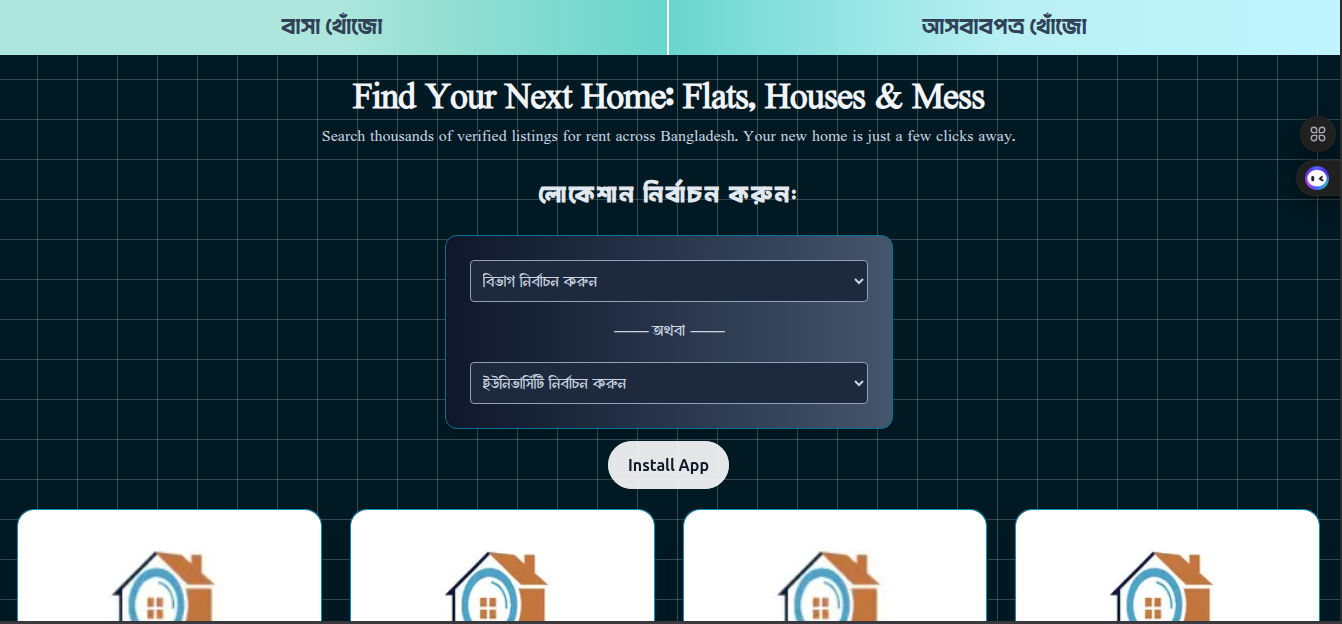 বাসা খোঁজো
আসবাবপত্র খোঁজো
Find Your Next Home: Flats, Houses & Mess
Search thousands of verified listings for rent across Bangladesh. Your new home is just a few clicks away.
লোকেশান নির্বাচন করুন:
বিভাগ নির্বাচন করুন
—— অথবা ——
ইউনিভার্সিটি নির্বাচন করুন
Install App